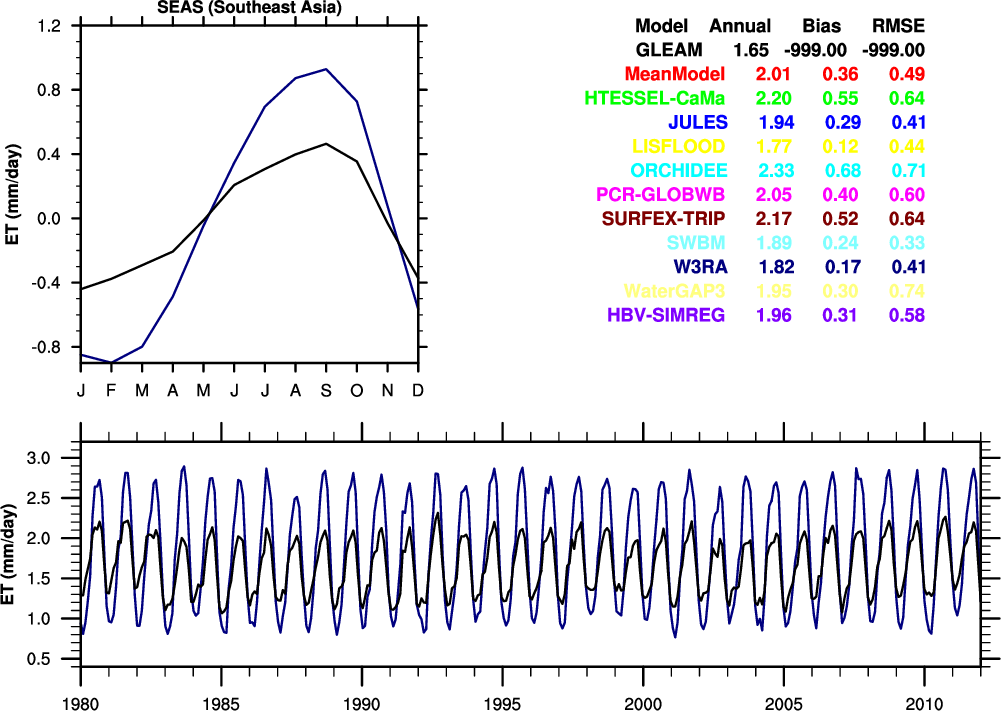 SEAS (Southeast Asia)
1.2
0.8
0.4
0.0
-0.4
-0.8
ET (mm/day)
J F M A M J J A S O N D
Model Annual Bias RMSE
GLEAM 1.65 -999.00 -999.00
MeanModel 2.01 0.36 0.49
HTESSEL-CaMa 2.20 0.55 0.64
JULES 1.94 0.29 0.41
LISFLOOD 1.77 0.12 0.44
ORCHIDEE 2.33 0.68 0.71
PCR-GLOBWB 2.05 0.40 0.60
SURFEX-TRIP 2.17 0.52 0.64
SWBM 1.89 0.24 0.33
W3RA 1.82 0.17 0.41
WaterGAP3 1.95 0.30 0.74
HBV-SIMREG 1.96 0.31 0.58
3.0
2.5
2.0
1.5
1.0
0.5
ET (mm/day)
1980 1985 1990 1995 2000 2005 2010